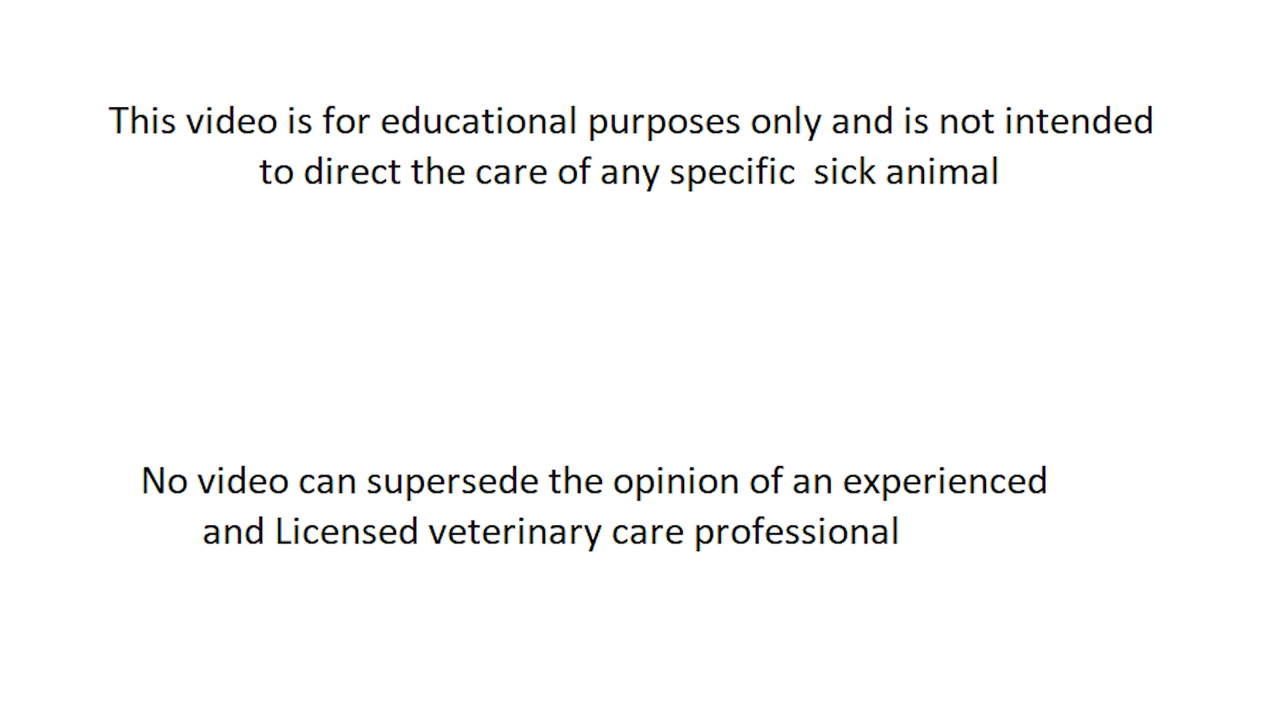 This video is for educational purposes only and is not intended
to direct the care of any specific  sick animal
No video can supersede the opinion of an experienced
and Licensed veterinary care professional